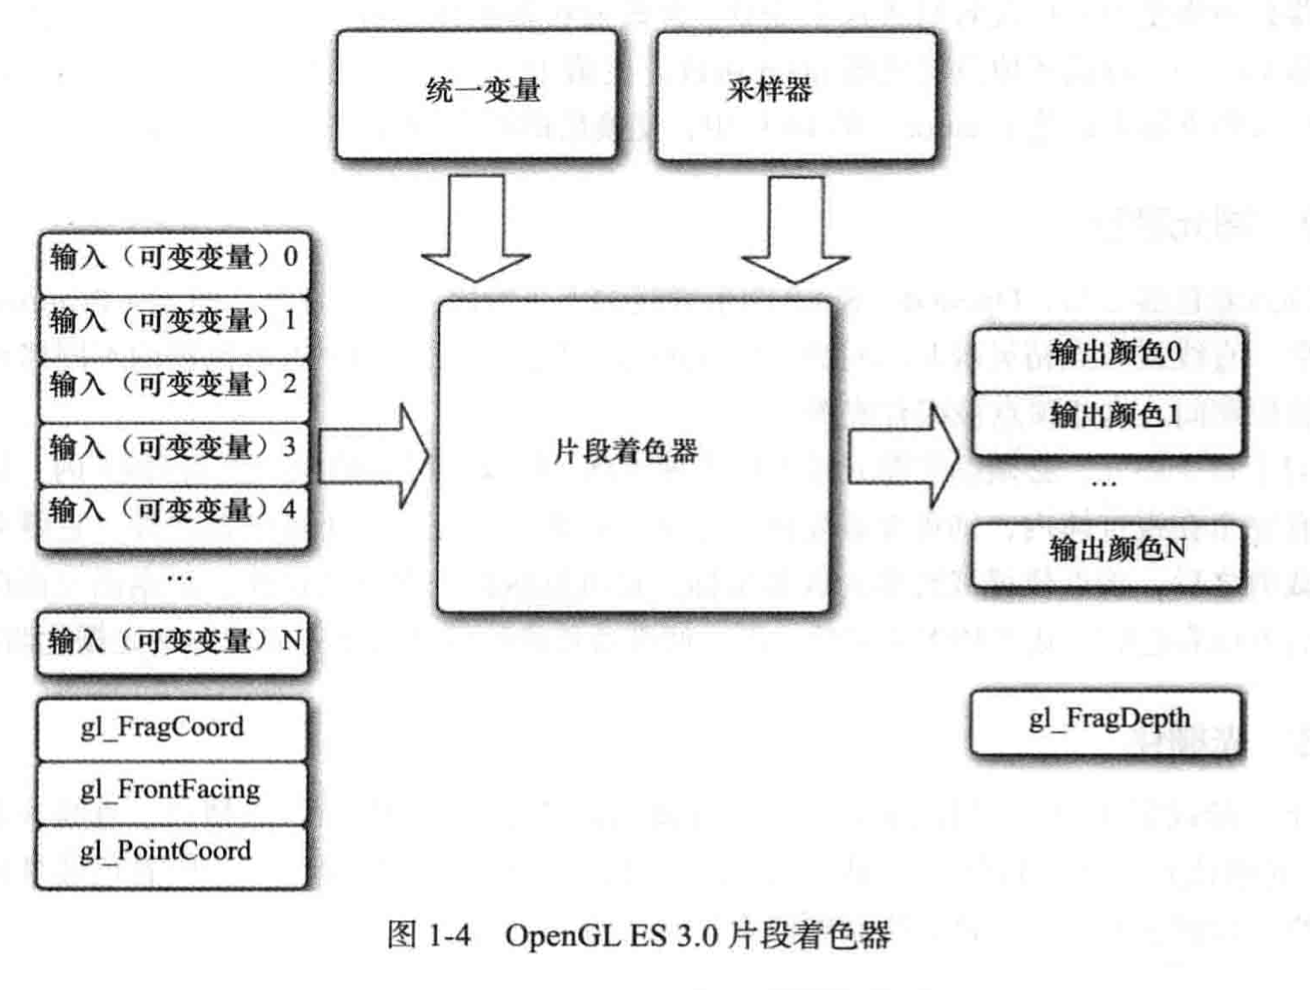 统一变量
采样器
输入（可变变量）0
输入（可变变量）1
输入（可变变量）2
输入（可变变量）3
输入（可变变量）4
...
输入（可变变量）N
gl_FragCoord
gl_FrontFacing
gl_PointCoord
片段着色器
输出颜色0
输出颜色1
...
输出颜色N
gl_FragDepth
图 1-4 OpenGL ES 3.0 片段着色器